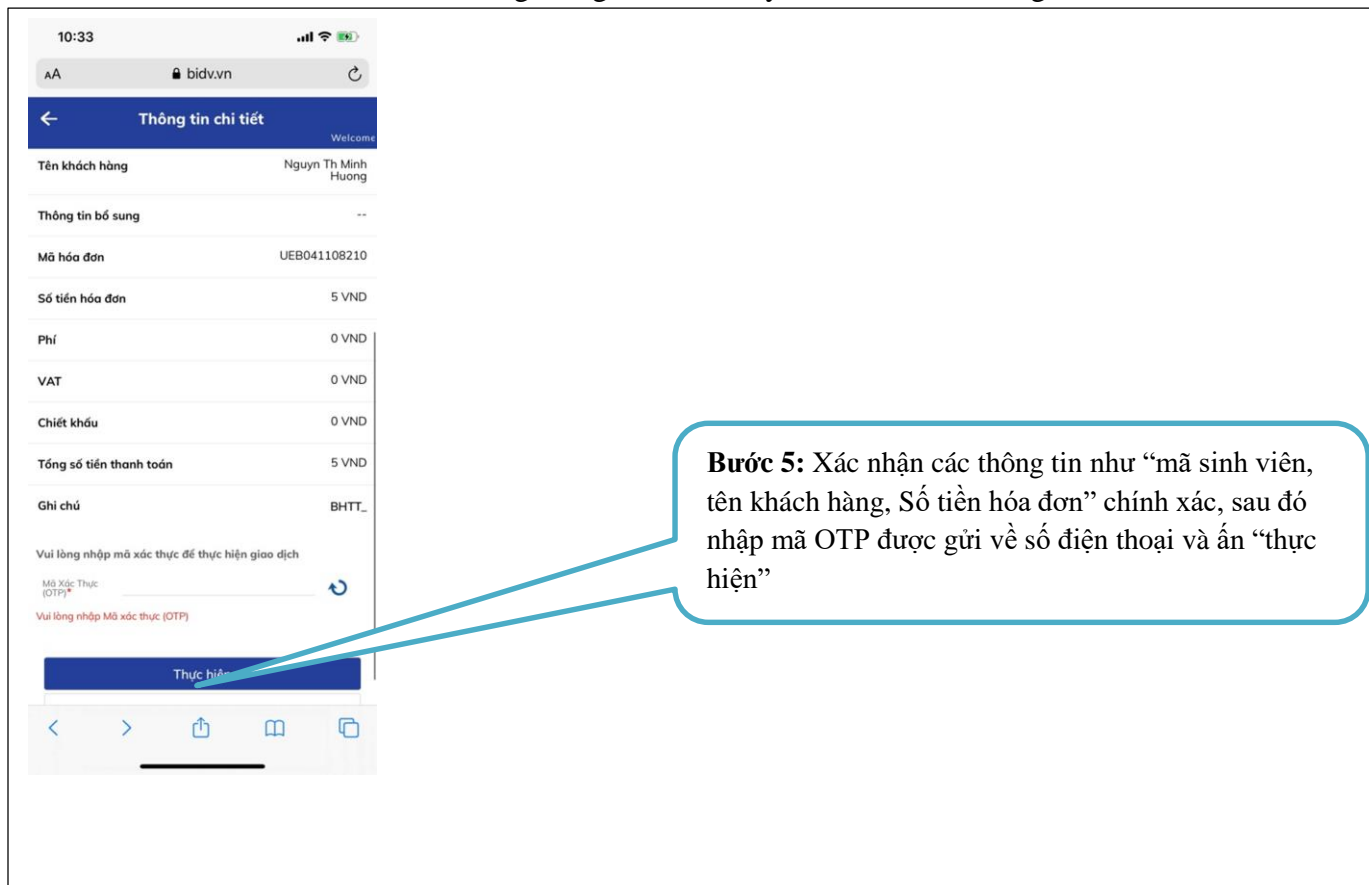 10:33
AA bidv.vn
Thông tin chi tiết
Welcome
Tên khách hàng Nguyn Th Minh
Huong
Thông tin bổ sung --
Mã hóa đơn UEB041108210
Số tiền hóa đơn 5 VND
Phí 0 VND
VAT 0 VND
Chiết khấu 0 VND
Tổng số tiền thanh toán 5 VND
Ghi chú BHTT_
Vui lòng nhập mã xác thực để thực hiện giao dịch
Mã Xác Thực
(OTP)*
Vui lòng nhập Mã xác thực (OTP)
Thực hiện
Bước 5: Xác nhận các thông tin như “mã sinh viên,
tên khách hàng, Số tiền hóa đơn” chính xác, sau đó
nhập mã OTP được gửi về số điện thoại và ấn “thực
hiện”